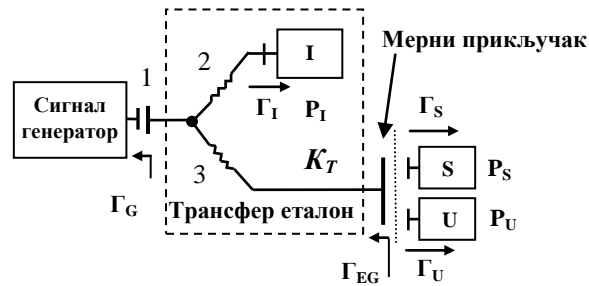 Мерни прикључак
1
2
I
Сигнал
генератор
Γ_I
P_I
Γ_S
S
P_S
3
K_T
Γ_G
Трансфер еталон
U
P_U
Γ_EG
Γ_U